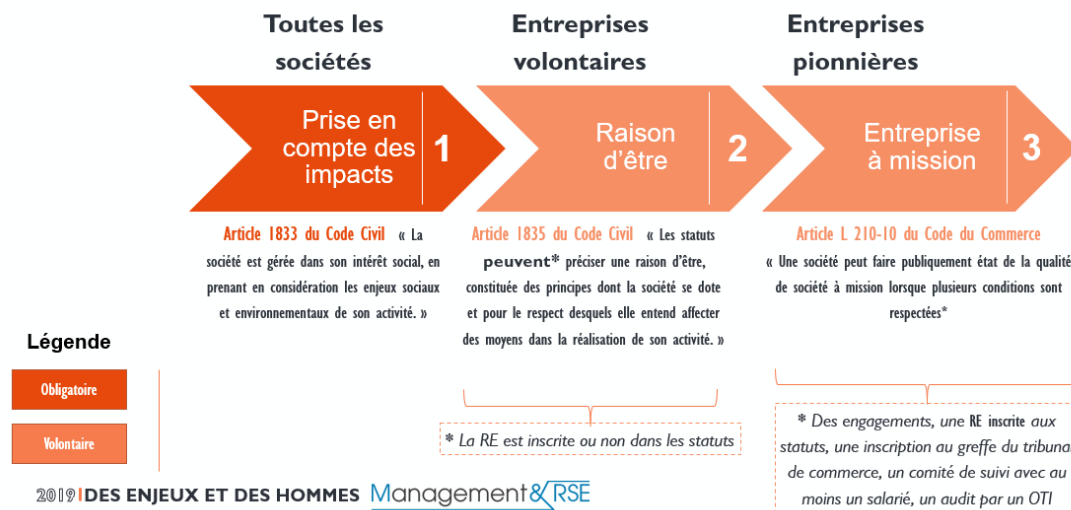 Toutes les
sociétés
Entreprises
volontaires
Entreprises
pionnières
Prise en
compte des
impacts
1
Raison
d'être
2
Entreprise
à mission
3
Article 1833 du Code Civil « La
société est gérée dans son intérêt social, en
prenant en considération les enjeux sociaux
et environnementaux de son activité. »
Article 1835 du Code Civil « Les statuts
peuvent* préciser une raison d'être,
constituée des principes dont la société se dote
et pour le respect desquels elle entend affecter
des moyens dans la réalisation de son activité. »
Article L 210-10 du Code du Commerce
« Une société peut faire publiquement état de la qualité
de société à mission lorsque plusieurs conditions sont
respectées*
Légende
Obligatoire
Volontaire
* La RE est inscrite ou non dans les statuts
* Des engagements, une RE inscrite aux
statuts, une inscription au greffe du tribuna
de commerce, un comité de suivi avec au
moins un salarié, un audit par un OTI
2019 | DES ENJEUX ET DES HOMMES Management & RSE